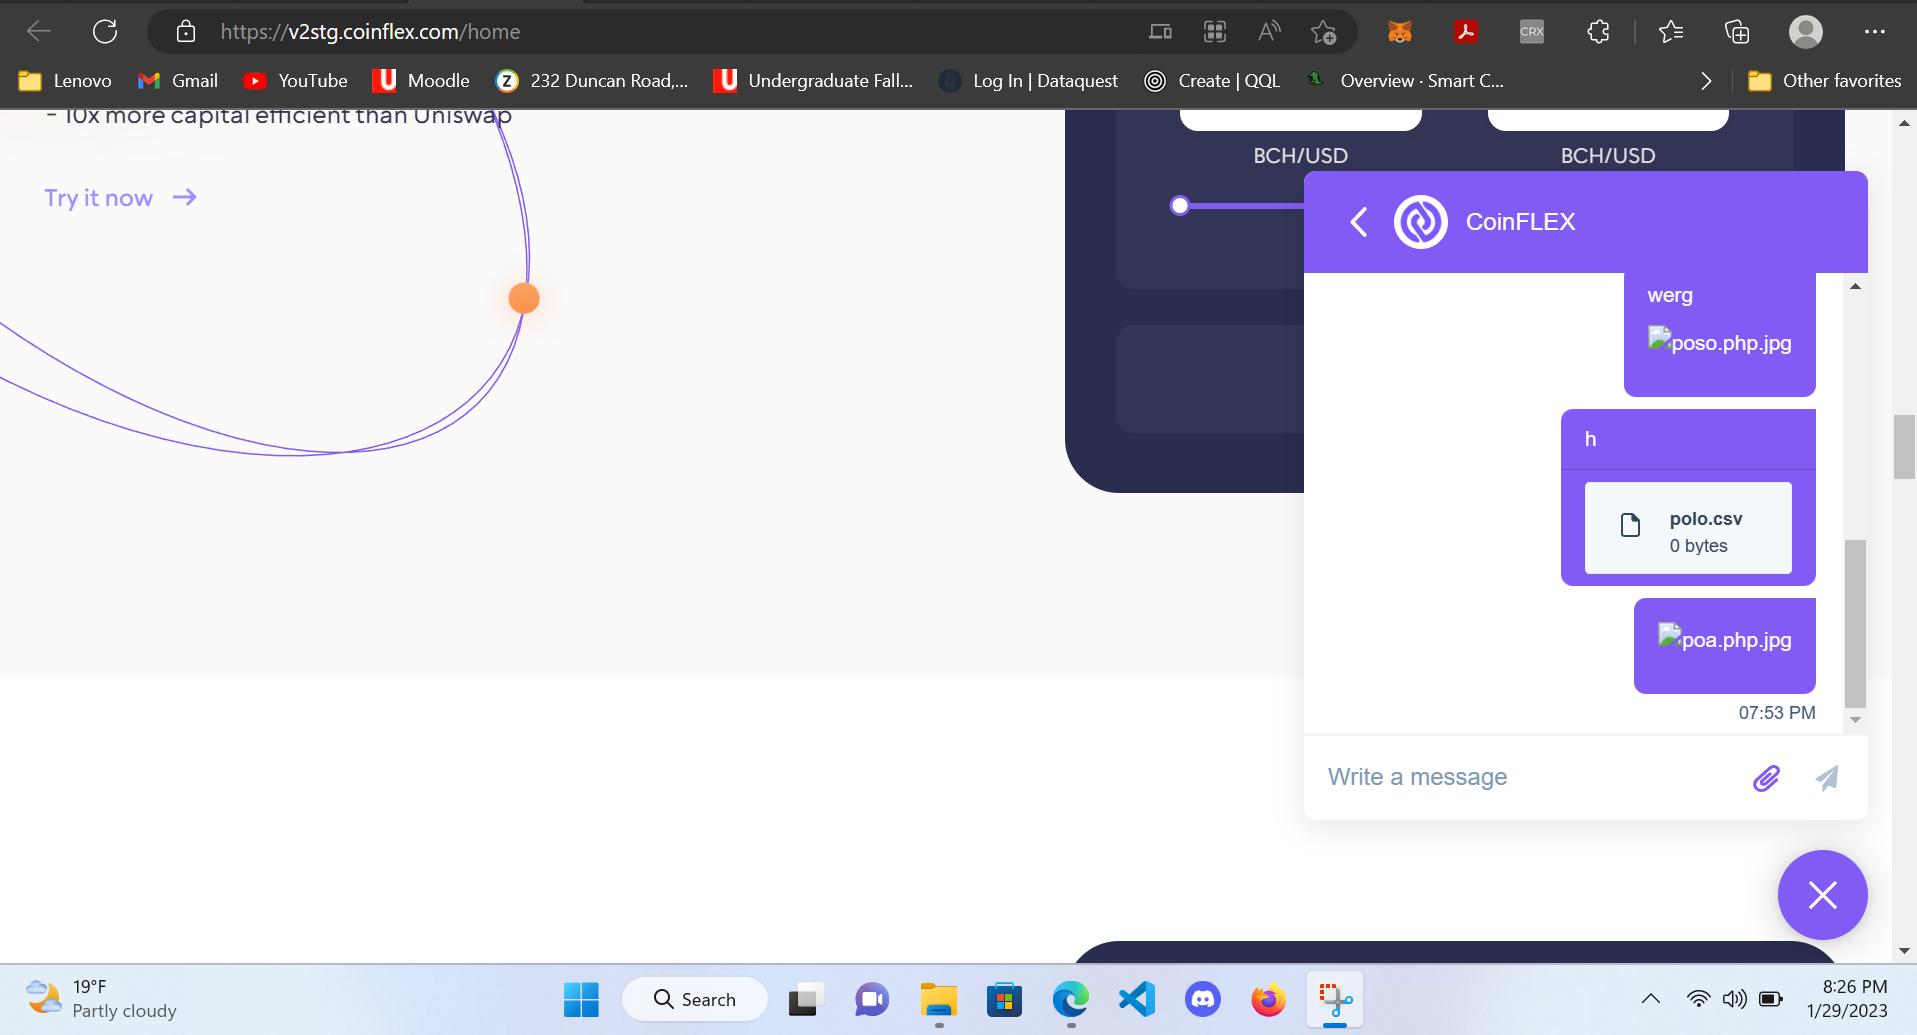 https://v2stg.coinflex.com/home
CRX
Lenovo
Gmail
YouTube
Moodle
232 Duncan Road,...
Undergraduate Fall...
Log In | Dataquest
Create | QQL
Overview · Smart C...
Other favorites
- 10x more capital efficient than Uniswap
Try it now
BCH/USD
BCH/USD
CoinFLEX
werg
poso.php.jpg
h
polo.csv
0 bytes
poa.php.jpg
07:53 PM
Write a message
19°F
Partly cloudy
Search
8:26 PM
1/29/2023